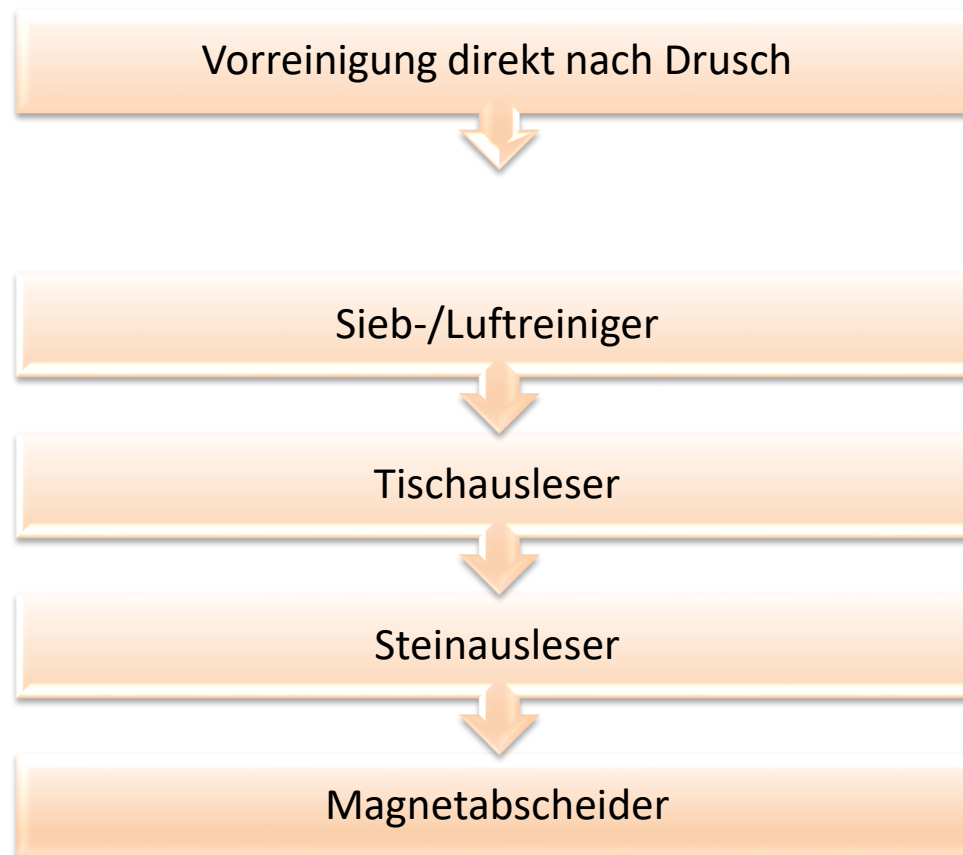 Vorreinigung direkt nach Drusch
Sieb-/Luftreiniger
Tischausleser
Steinausleser
Magnetabscheider